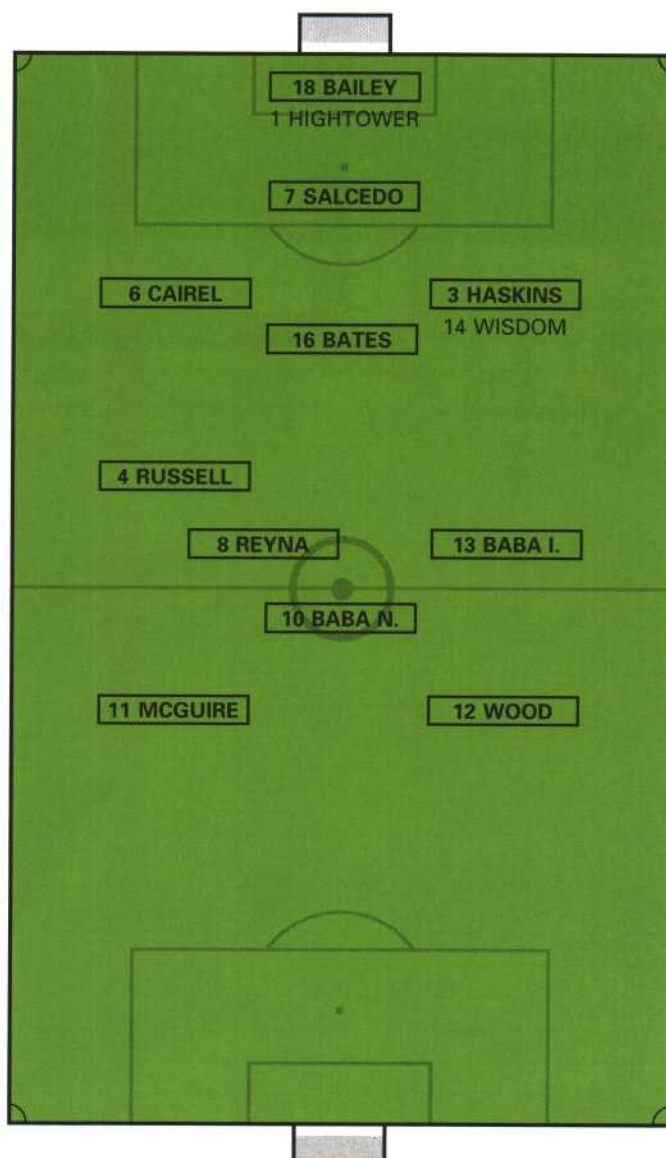 18 BAILEY
1 HIGHTOWER
7 SALCEDO
6 CAIREL
3 HASKINS
14 WISDOM
16 BATES
4 RUSSELL
8 REYNA
13 BABA I.
10 BABA N.
11 MCGUIRE
12 WOOD